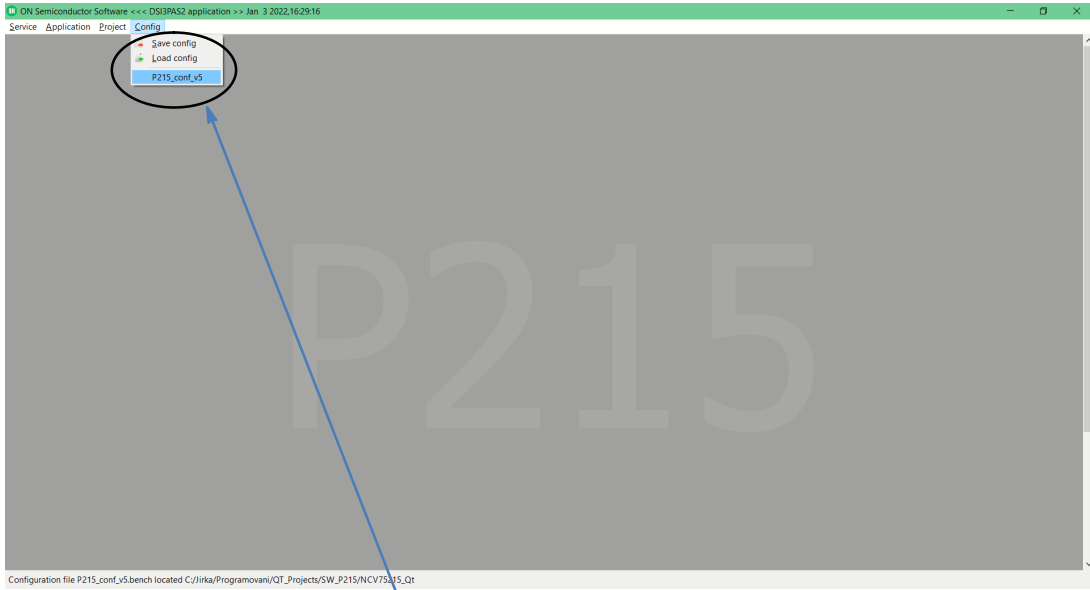 ON Semiconductor Software <<< DSI3PAS2 application >> Jan 3 2022,16:29:16
Service Application Project Config
Save config
Load config
P215_conf_v5
P215
Configuration file P215_conf_v5.bench located C:/Jirka/Programovani/QT_Projects/SW_P215/NCV75215_Qt